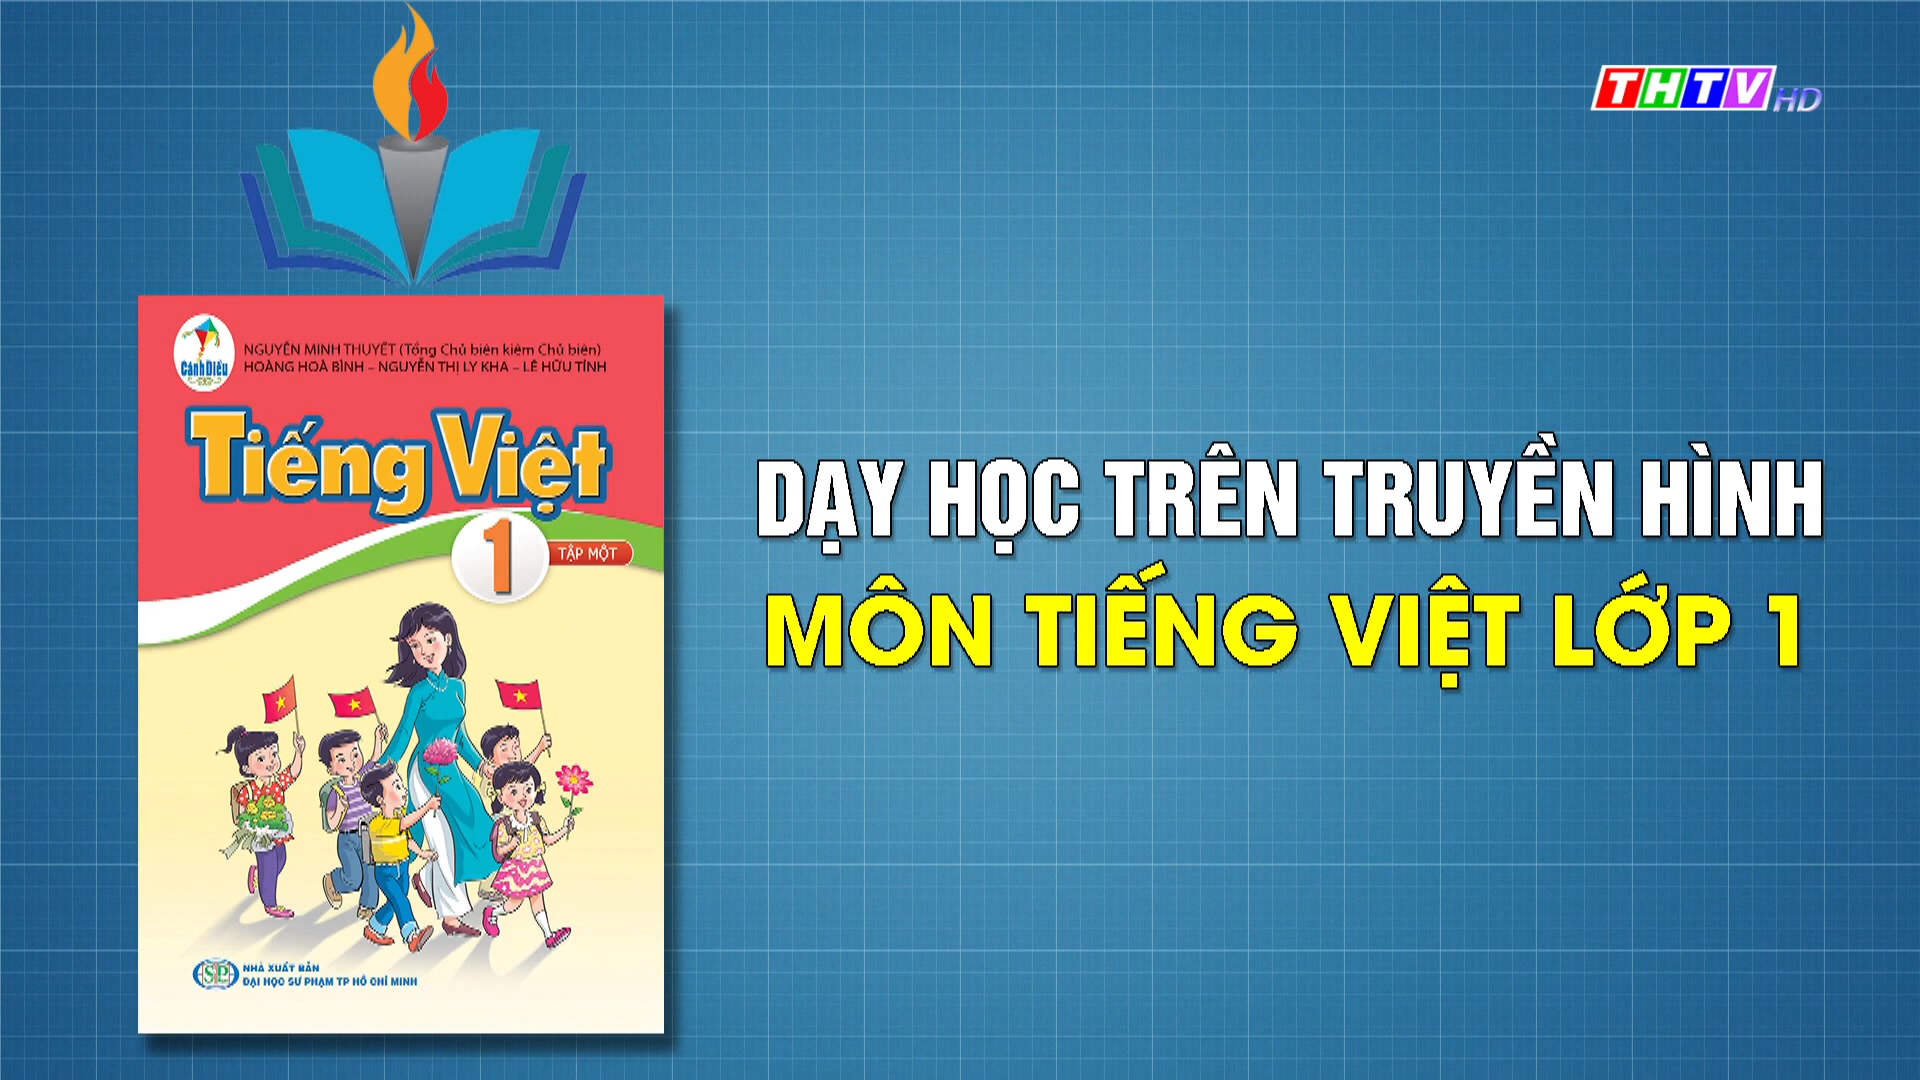 THTV HD
Cánh Diều
NGUYỄN MINH THUYẾT (Tổng Chủ biên kiêm Chủ biên)
HOÀNG HOÀ BÌNH – NGUYỄN THỊ LY KHA – LÊ HỮU TỈNH
Tiếng Việt
1
TẬP MỘT
DẠY HỌC TRÊN TRUYỀN HÌNH
MÔN TIẾNG VIỆT LỚP 1
SP
NHÀ XUẤT BẢN
ĐẠI HỌC SƯ PHẠM TP HỒ CHÍ MINH